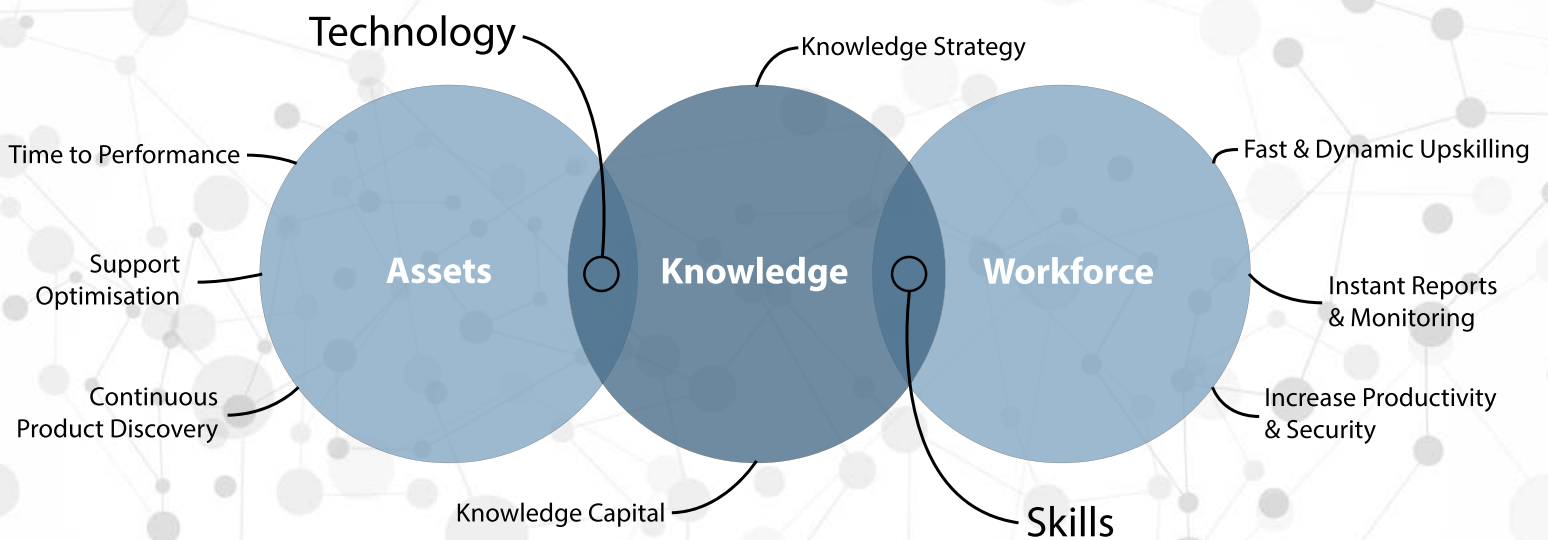 Technology
Knowledge Strategy
Time to Performance
Fast & Dynamic Upskilling
Support
Optimisation
Assets
Knowledge
Workforce
Instant Reports
& Monitoring
Continuous
Product Discovery
Increase Productivity
& Security
Knowledge Capital
Skills